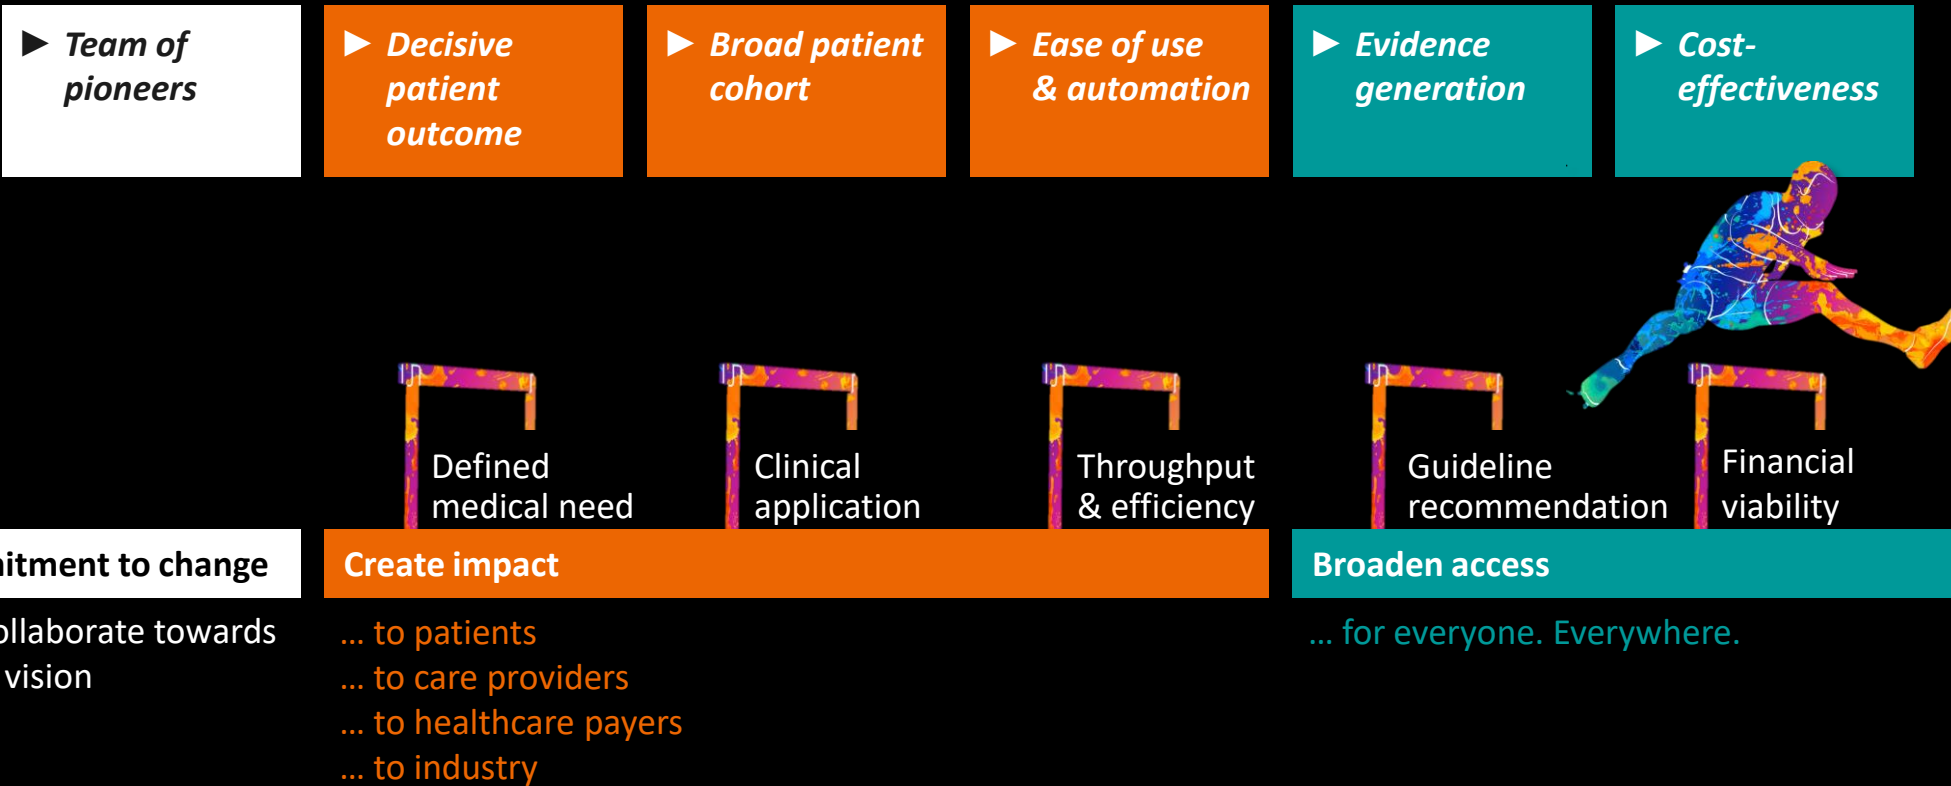 ► Team of
pioneers
► Decisive
patient
outcome
► Broad patient
cohort
► Ease of use
& automation
► Evidence
generation
► Cost-
effectiveness
Defined
medical need
Clinical
application
Throughput
& efficiency
Guideline
recommendation
Financial
viability
mitment to change
ollaborate towards
vision
Create impact
... to patients
... to care providers
... to healthcare payers
... to industry
Broaden access
... for everyone. Everywhere.